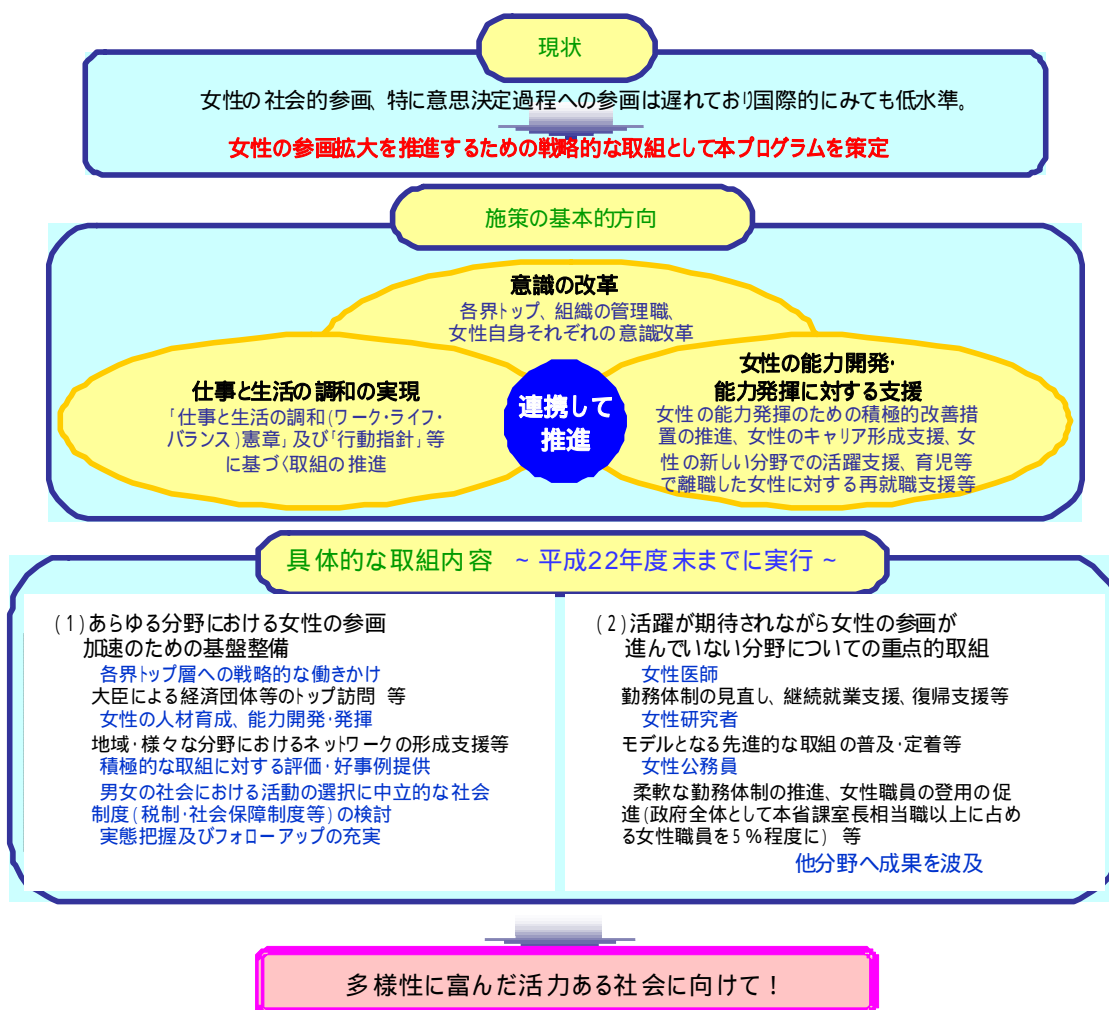 現状
女性の社会的参画、特に意思決定過程への参画は遅れており国際的にみても低水準。
女性の参画拡大を推進するための戦略的な取組として本プログラムを策定
施策の基本的方向
意識の改革
各界トップ、組織の管理職、
女性自身それぞれの意識改革
仕事と生活の調和の実現
「仕事と生活の調和(ワーク・ライフ・
バランス)憲章」及び「行動指針」等
に基づく取組の推進
連携して
推進
女性の能力開発・
能力発揮に対する支援
女性の能力発揮のための積極的改善措
置の推進、女性のキャリア形成支援、女
性の新しい分野での活躍支援、育児等
で離職した女性に対する再就職支援等
具体的な取組内容 ~ 平成22年度末までに実行 ~
(1)あらゆる分野における女性の参画
加速のための基盤整備
各界トップ層への戦略的な働きかけ
大臣による経済団体等のトップ訪問 等
女性の人材育成、能力開発・発揮
地域・様々な分野におけるネットワークの形成支援等
積極的な取組に対する評価・好事例提供
男女の社会における活動の選択に中立的な社会
制度(税制・社会保障制度等)の検討
実態把握及びフォローアップの充実
(2)活躍が期待されながら女性の参画が
進んでいない分野についての重点的取組
女性医師
勤務体制の見直し、継続就業支援、復帰支援等
女性研究者
モデルとなる先進的な取組の普及・定着等
女性公務員
柔軟な勤務体制の推進、女性職員の登用の促
進(政府全体として本省課室長相当職以上に占め
る女性職員を5%程度に) 等
他分野へ成果を波及
多様性に富んだ活力ある社会に向けて!